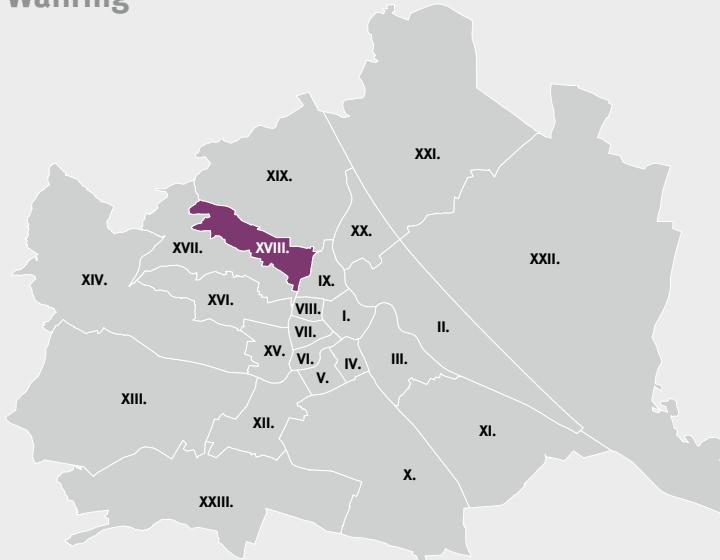 Währing
XXI.
XIX.
XX.
XVIII.
XVII.
XXII.
XIV.
IX.
XVI.
VIII.
I.
II.
VII.
XV.
VI.
IV.
III.
V.
XIII.
XII.
XI.
X.
XXIII.